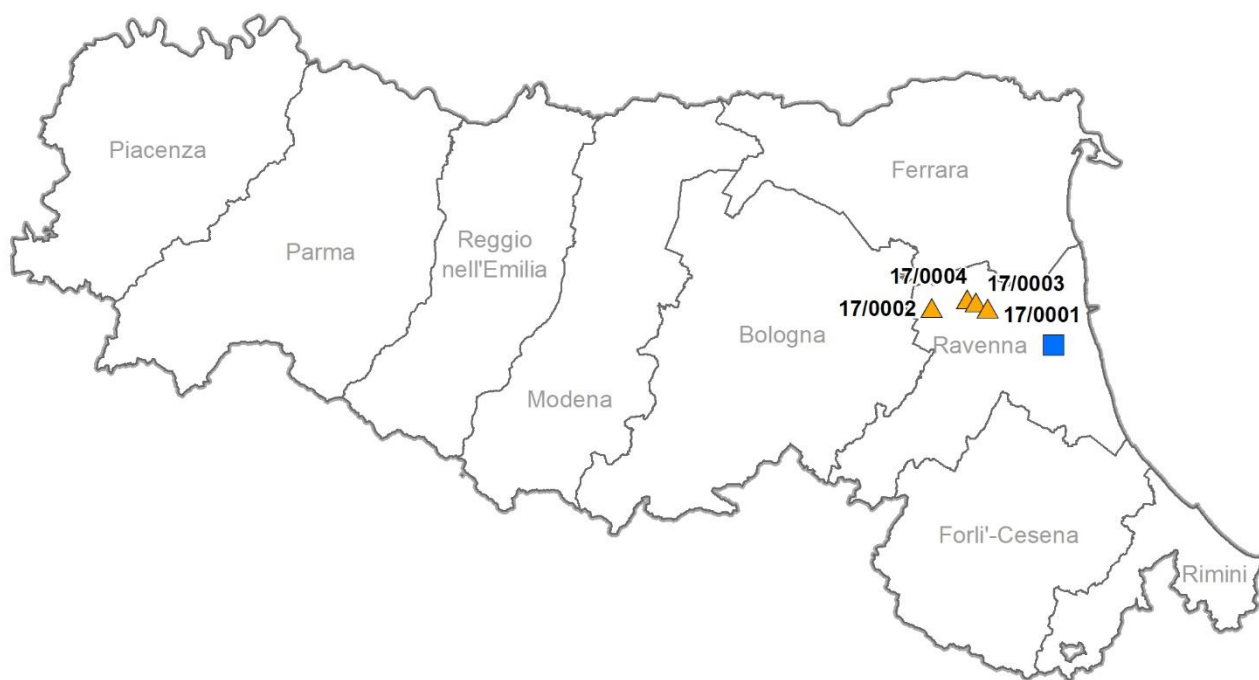 Piacenza
Ferrara
Parma
Reggio
nell'Emilia
17/0004
17/0003
17/0002
17/0001
Bologna
Ravenna
Modena
Forli'-Cesena
Rimini